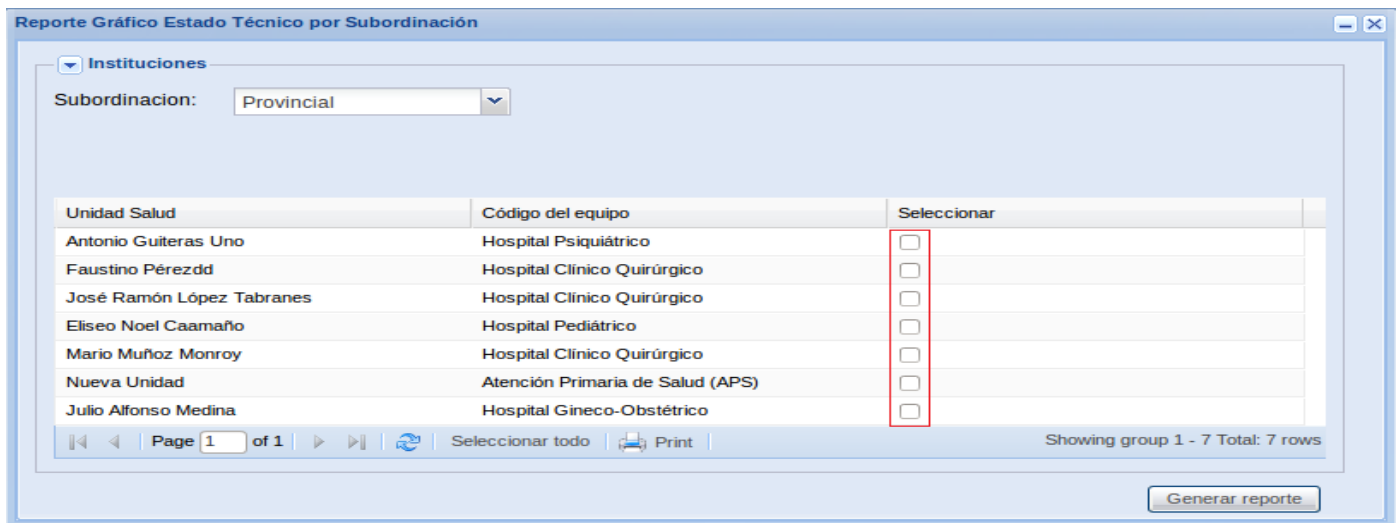 Reporte Gráfico Estado Técnico por Subordinación
Instituciones
Subordinacion: Provincial
Unidad Salud Código del equipo Seleccionar
Antonio Guiteras Uno Hospital Psiquiátrico
Faustino Pérezdd Hospital Clínico Quirúrgico
José Ramón López Tabranes Hospital Clínico Quirúrgico
Eliseo Noel Caamaño Hospital Pediátrico
Mario Muñoz Monroy Hospital Clínico Quirúrgico
Nueva Unidad Atención Primaria de Salud (APS)
Julio Alfonso Medina Hospital Gineco-Obstétrico
Page 1 of 1 Seleccionar todo Print Showing group 1 - 7 Total: 7 rows
Generar reporte